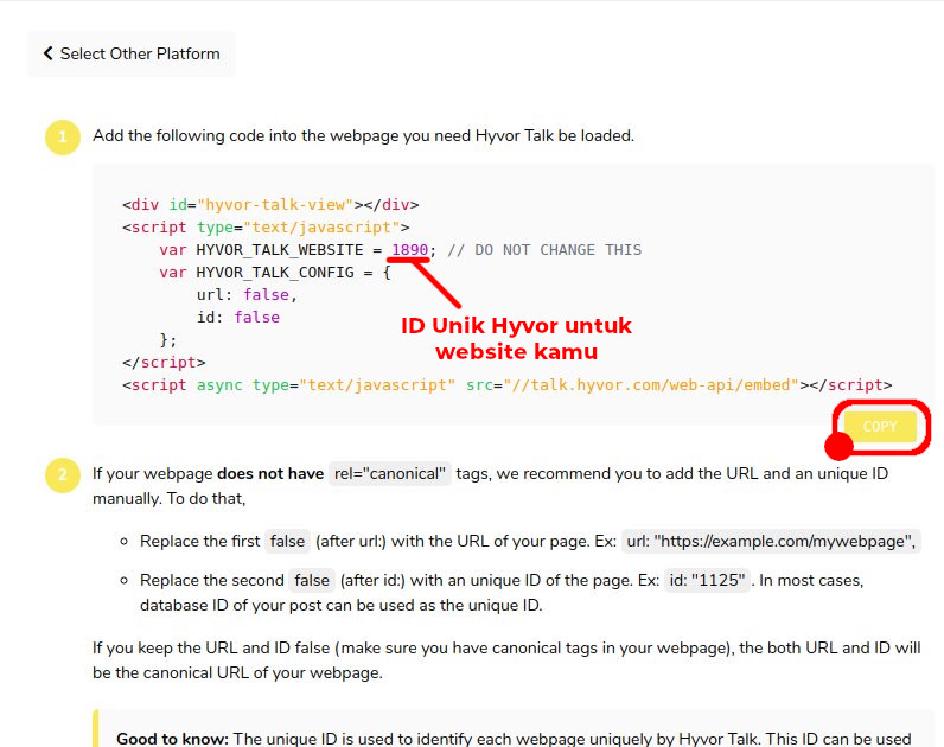 Select Other Platform
1
Add the following code into the webpage you need Hyvor Talk be loaded.
<div id="hyvor-talk-view"></div>
<script type="text/javascript">
    var HYVOR_TALK_WEBSITE = 1890; // DO NOT CHANGE THIS
    var HYVOR_TALK_CONFIG = {
        url: false,
        id: false
    };
</script>
<script async type="text/javascript" src="//talk.hyvor.com/web-api/embed"></script>
ID Unik Hyvor untuk
website kamu
COPY
2
If your webpage does not have rel="canonical" tags, we recommend you to add the URL and an unique ID
manually. To do that,
Replace the first false (after url:) with the URL of your page. Ex: url: "https://example.com/mywebpage",
Replace the second false (after id:) with an unique ID of the page. Ex: id: "1125" . In most cases,
database ID of your post can be used as the unique ID.
If you keep the URL and ID false (make sure you have canonical tags in your webpage), the both URL and ID will
be the canonical URL of your webpage.
Good to know: The unique ID is used to identify each webpage uniquely by Hyvor Talk. This ID can be used